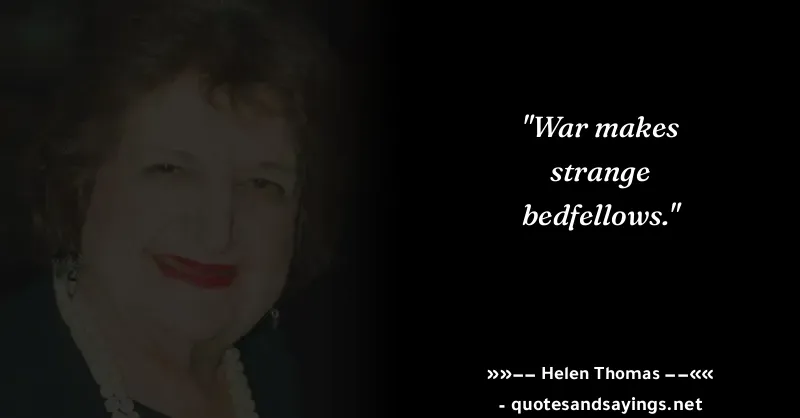 "War makes
strange
bedfellows."
»»−− Helen Thomas −−««
- quotesandsayings.net